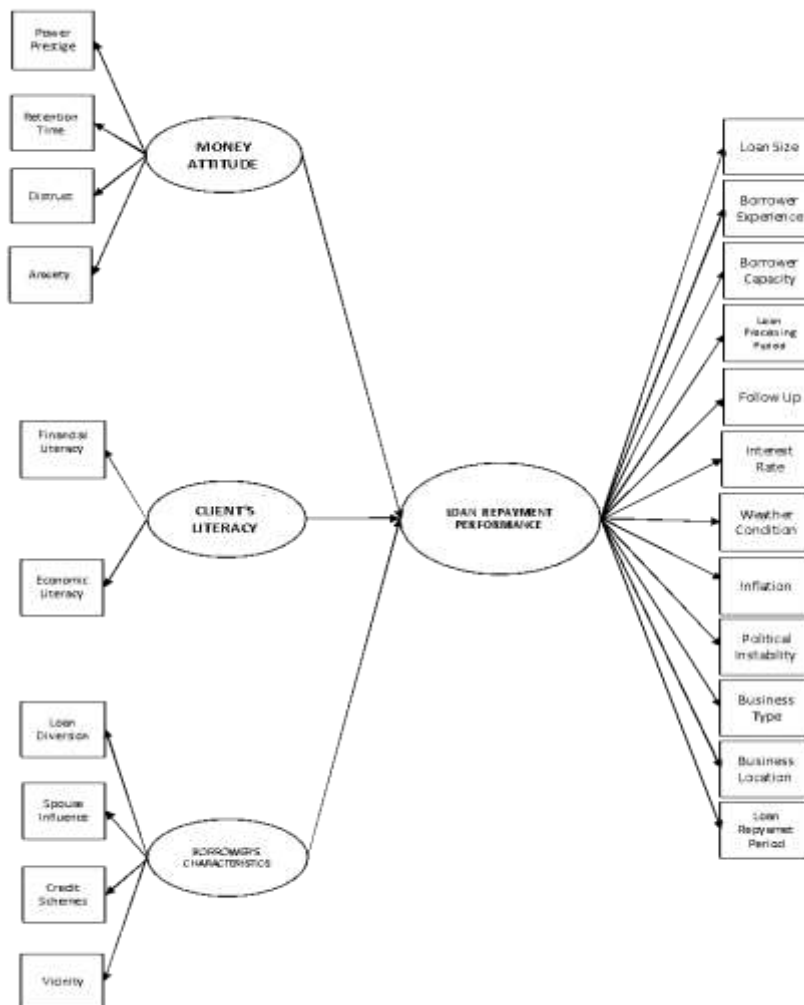 Power
Prestige
Retention
Time
Distrust
Anxiety
MONEY
ATTITUDE
Financial
Literacy
Economic
Literacy
CLIENT'S
LITERACY
Loan
Diversion
Spouse
Influence
Credit
Schemes
Vicinity
BORROWER'S
CHARACTERISTICS
LOAN REPAYMENT
PERFORMANCE
Loan Size
Borrower
Experience
Borrower
Capacity
Loan
Processing
Period
Follow Up
Interest
Rate
Weather
Condition
Inflation
Political
Instability
Business
Type
Business
Location
Loan
Repyamet
Period